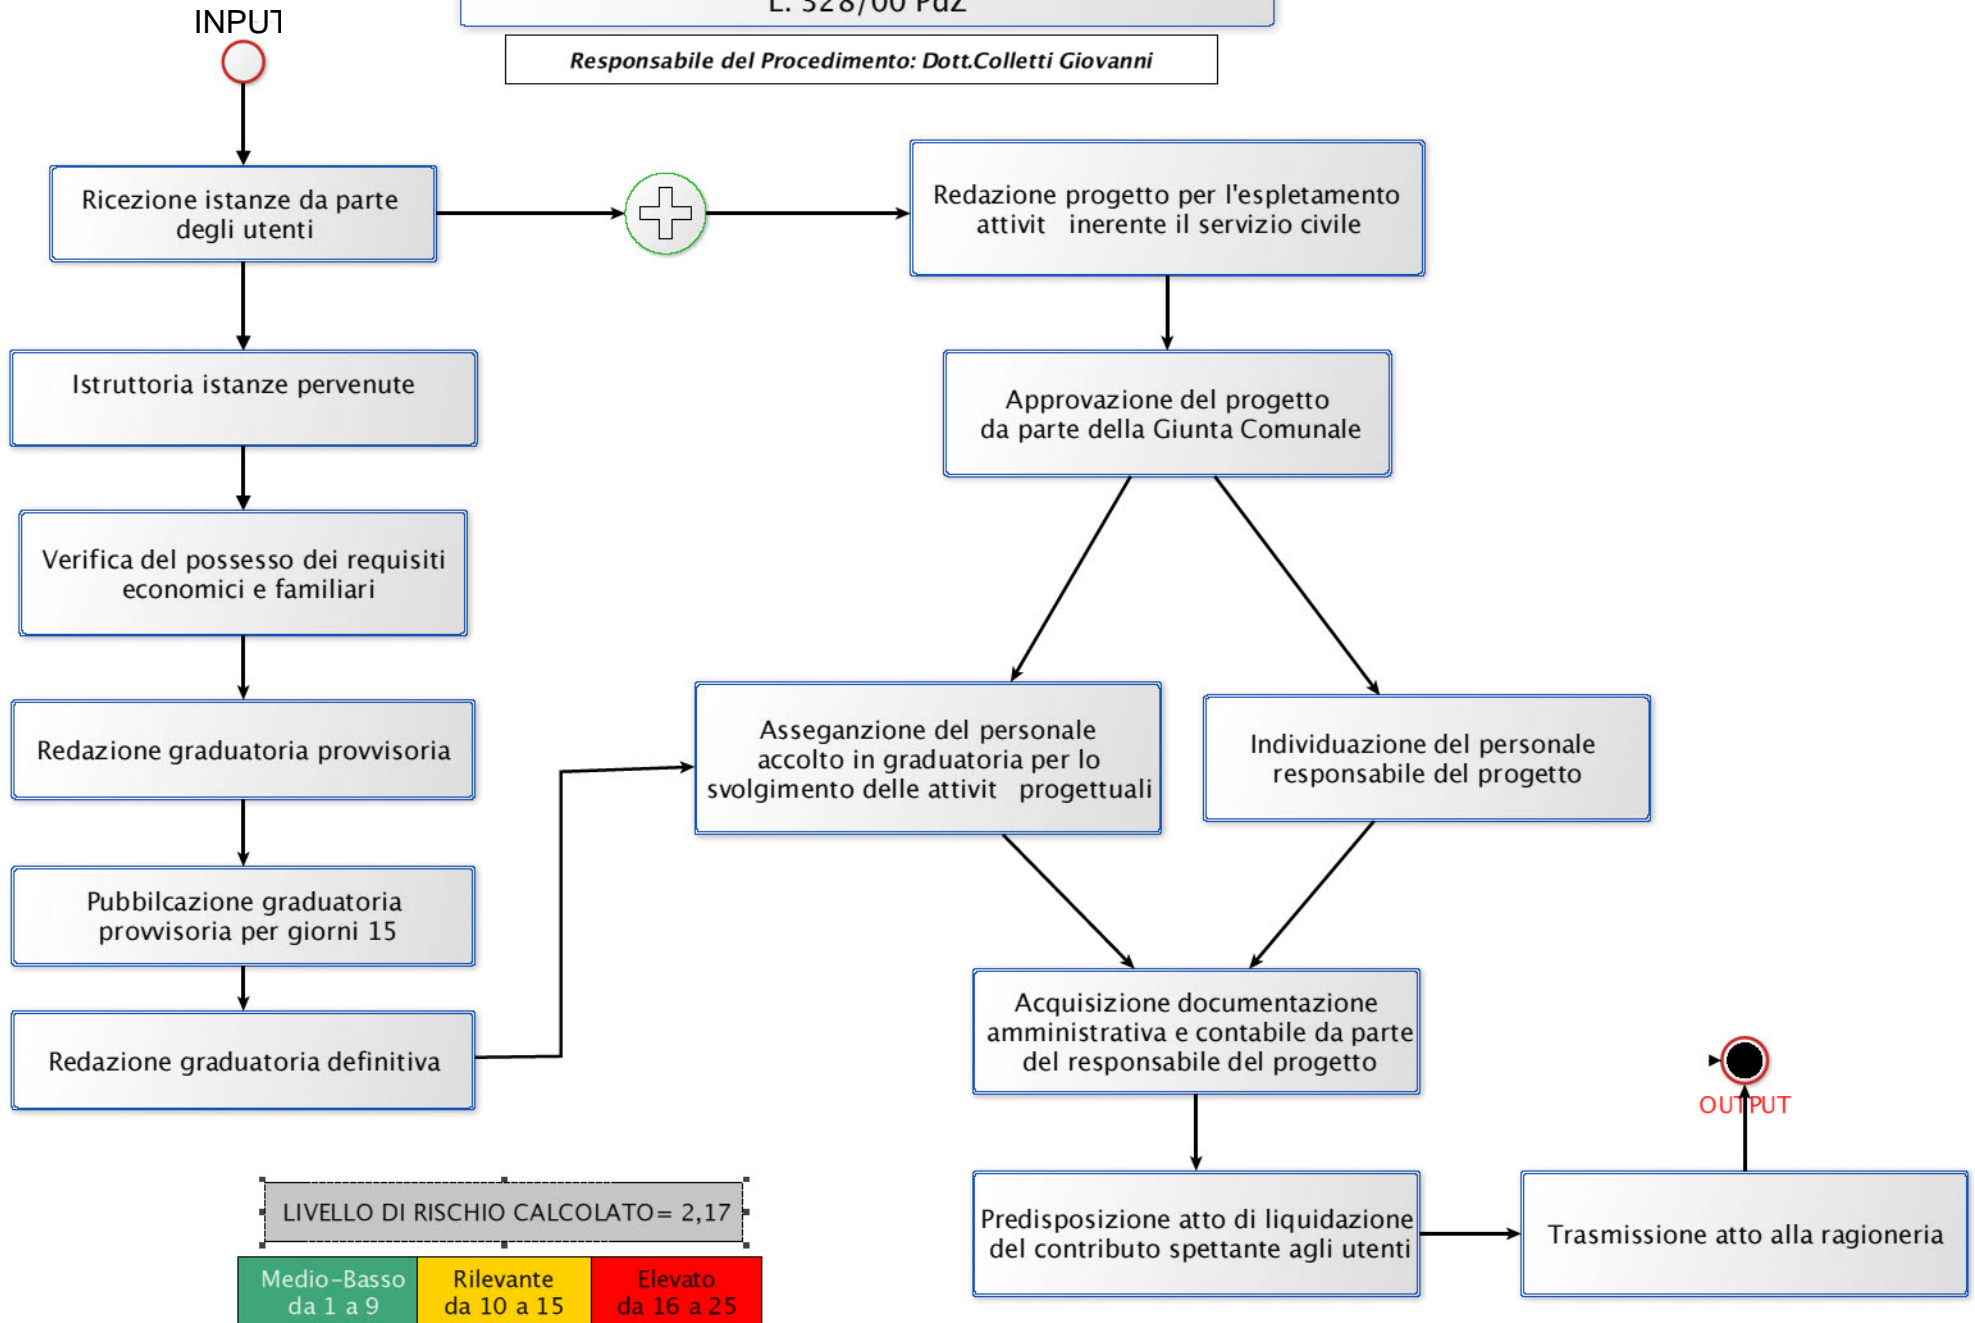 L. 328/00 PdZ
INPUT
Responsabile del Procedimento: Dott.Colletti Giovanni
Ricezione istanze da parte
degli utenti
Redazione progetto per l'espletamento
attivit   inerente il servizio civile
Istruttoria istanze pervenute
Approvazione del progetto
da parte della Giunta Comunale
Verifica del possesso dei requisiti
economici e familiari
Redazione graduatoria provvisoria
Asseganzione del personale
accolto in graduatoria per lo
svolgimento delle attivit   progettuali
Individuazione del personale
responsabile del progetto
Pubbilcazione graduatoria
provvisoria per giorni 15
Redazione graduatoria definitiva
Acquisizione documentazione
amministrativa e contabile da parte
del responsabile del progetto
OUTPUT
Predisposizione atto di liquidazione
del contributo spettante agli utenti
Trasmissione atto alla ragioneria
LIVELLO DI RISCHIO CALCOLATO= 2,17
Medio-Basso
da 1 a 9
Rilevante
da 10 a 15
Elevato
da 16 a 25